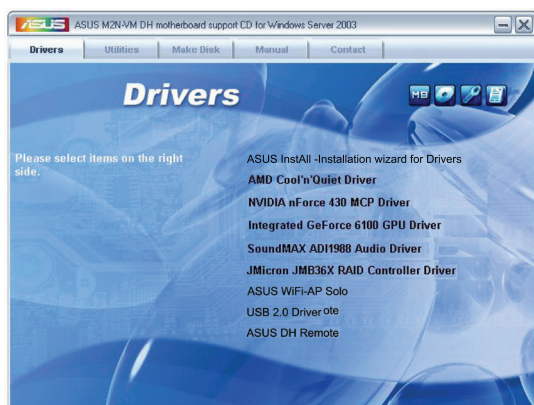 ASUS ASUS M2N-VM DH motherboard support CD for Windows Server 2003
Drivers Utilities Make Disk Manual Contact
Drivers
MB
Please select items on the right
side.
ASUS InstAll -Installation wizard for Drivers
AMD Cool'n'Quiet Driver
NVIDIA nForce 430 MCP Driver
Integrated GeForce 6100 GPU Driver
SoundMAX ADI1988 Audio Driver
JMicron JMB36X RAID Controller Driver
ASUS WiFi-AP Solo
USB 2.0 Driver ote
ASUS DH Remote